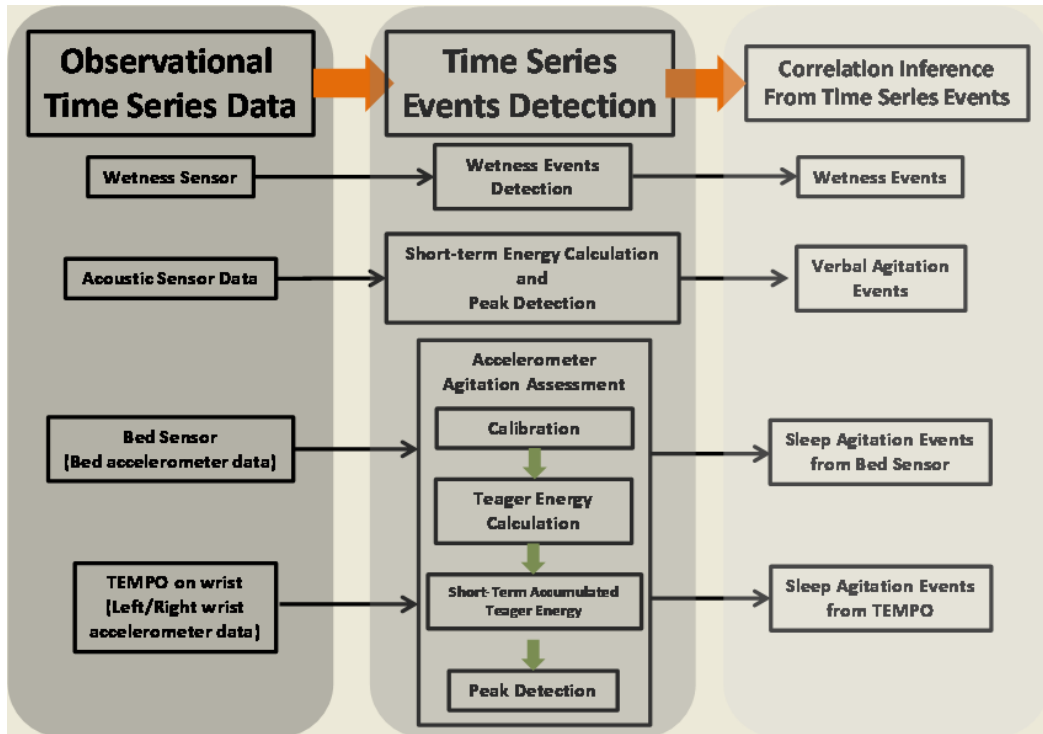 Observational
Time Series Data
Time Series
Events Detection
Correlation Inference
From Time Series Events
Wetness Sensor
Wetness Events
Detection
Wetness Events
Acoustic Sensor Data
Short-term Energy Calculation
and
Peak Detection
Verbal Agitation
Events
Accelerometer
Agitation Assessment
Calibration
Teager Energy
Calculation
Short-Term Accumulated
Teager Energy
Peak Detection
Bed Sensor
(Bed accelerometer data)
Sleep Agitation Events
from Bed Sensor
TEMPO on wrist
(Left/Right wrist
accelerometer data)
Sleep Agitation Events
from TEMPO